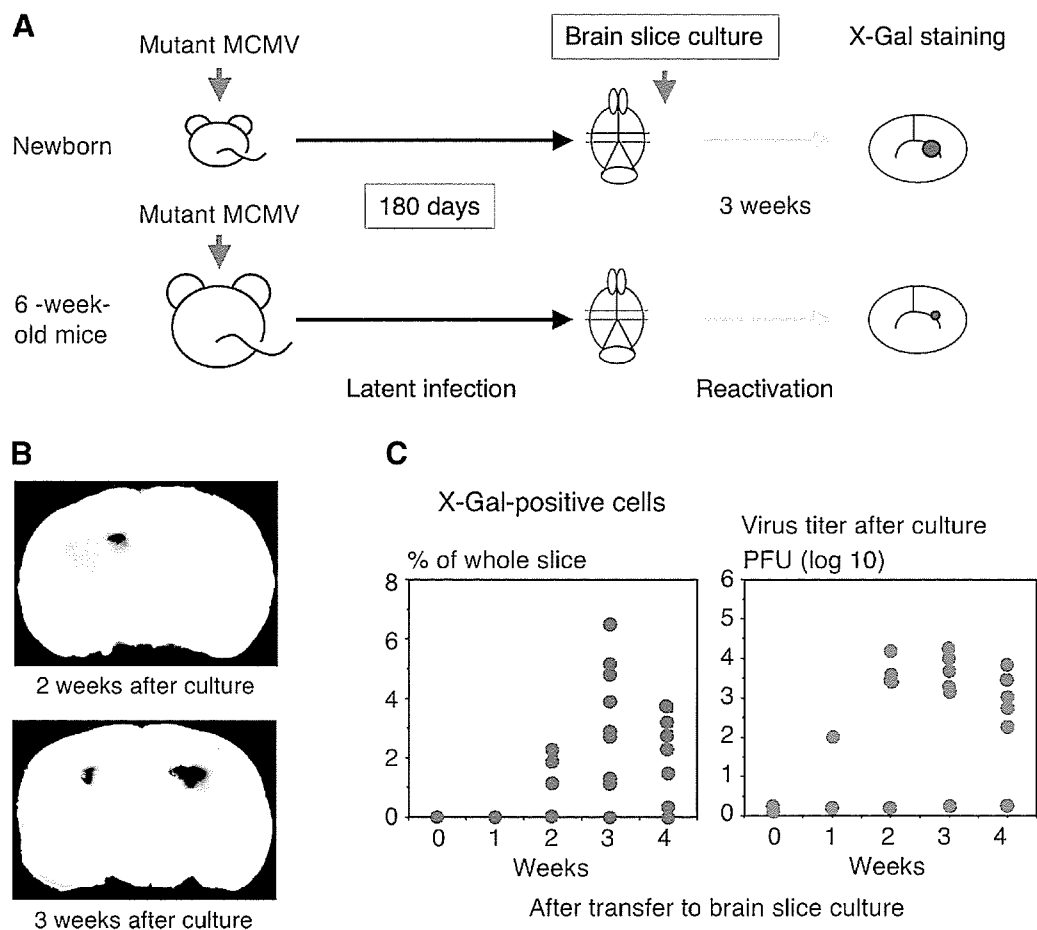 A
Mutant MCMV
Brain slice culture
X-Gal staining
Newborn
180 days
3 weeks
Mutant MCMV
6 -week-
old mice
Latent infection
Reactivation
B
2 weeks after culture
3 weeks after culture
C
X-Gal-positive cells
% of whole slice
8
6
4
2
0
0 1 2 3 4
Weeks
Virus titer after culture
PFU (log 10)
6
5
4
3
2
1
0
0 1 2 3 4
Weeks
After transfer to brain slice culture